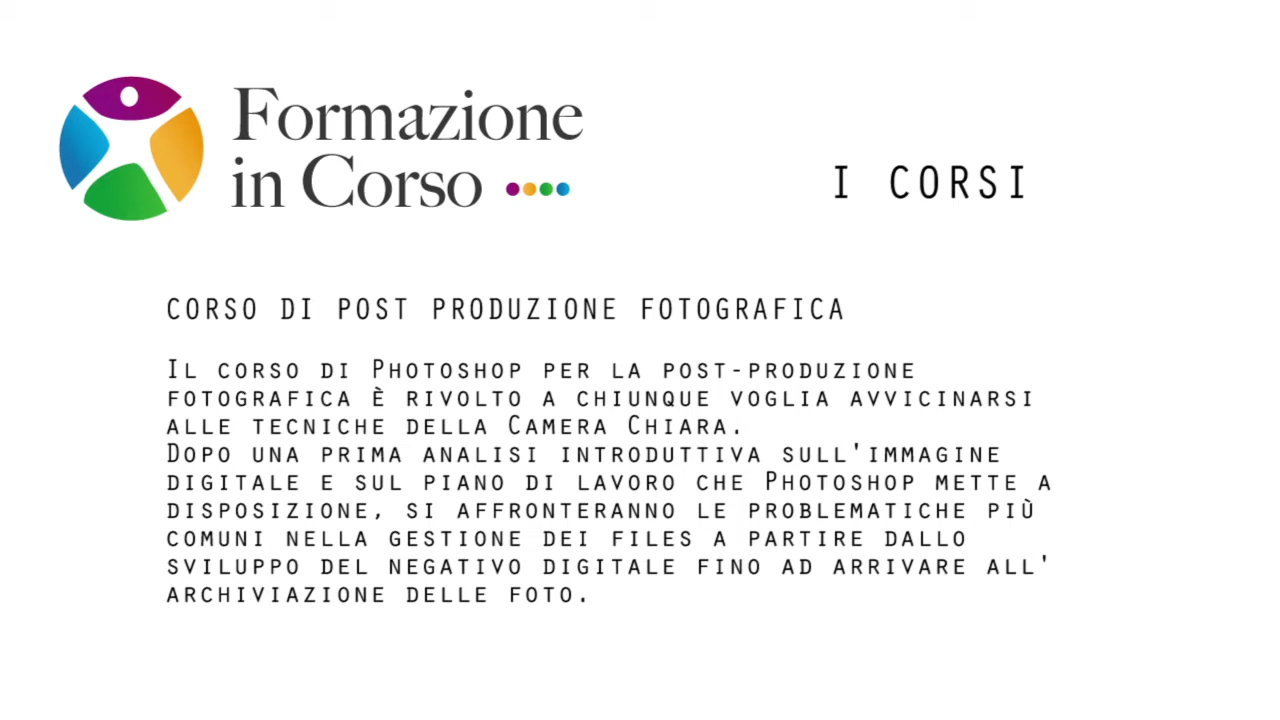 Formazione
in Corso
I CORSI
CORSO DI POST PRODUZIONE FOTOGRAFICA
Il corso di Photoshop per la post-produzione
fotografica è rivolto a chiunque voglia avvicinarsi
alle tecniche della Camera Chiara.
Dopo una prima analisi introduttiva sull'immagine
digitale e sul piano di lavoro che Photoshop mette a
disposizione, si affronteranno le problematiche più
comuni nella gestione dei files a partire dallo
sviluppo del negativo digitale fino ad arrivare all'
archiviazione delle foto.